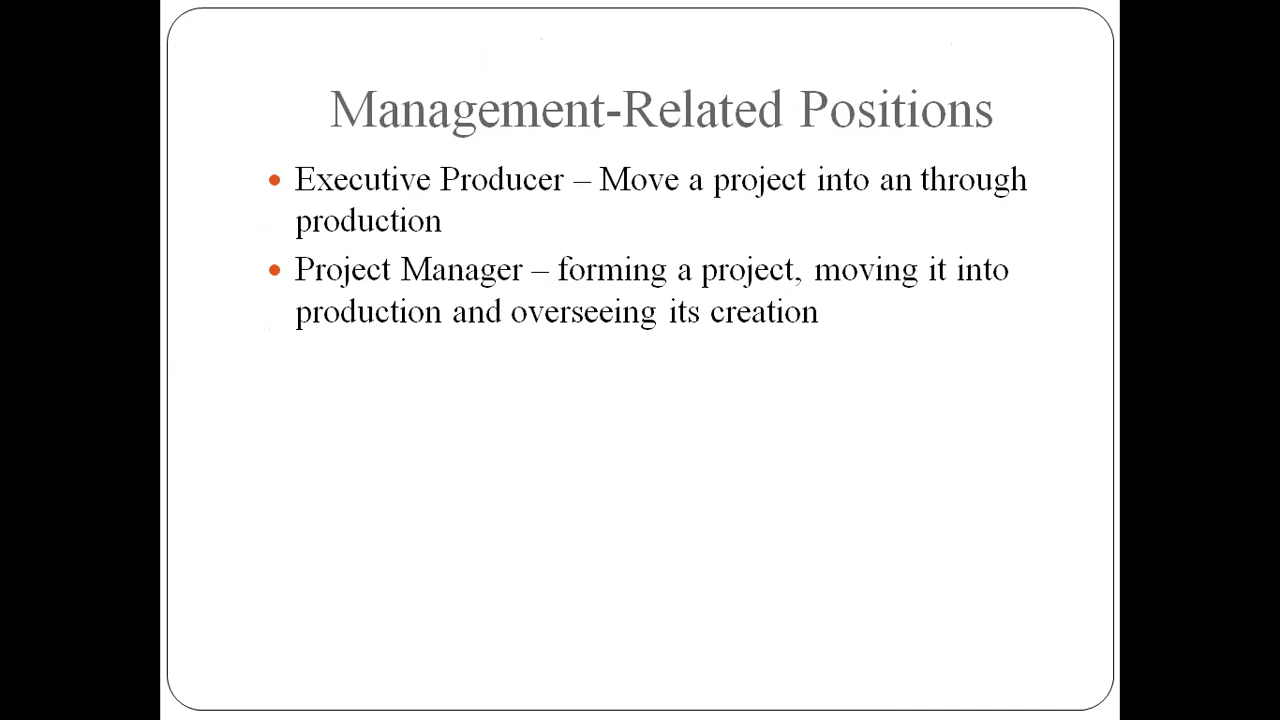 Management-Related Positions
Executive Producer – Move a project into an through
production
Project Manager – forming a project, moving it into
production and overseeing its creation